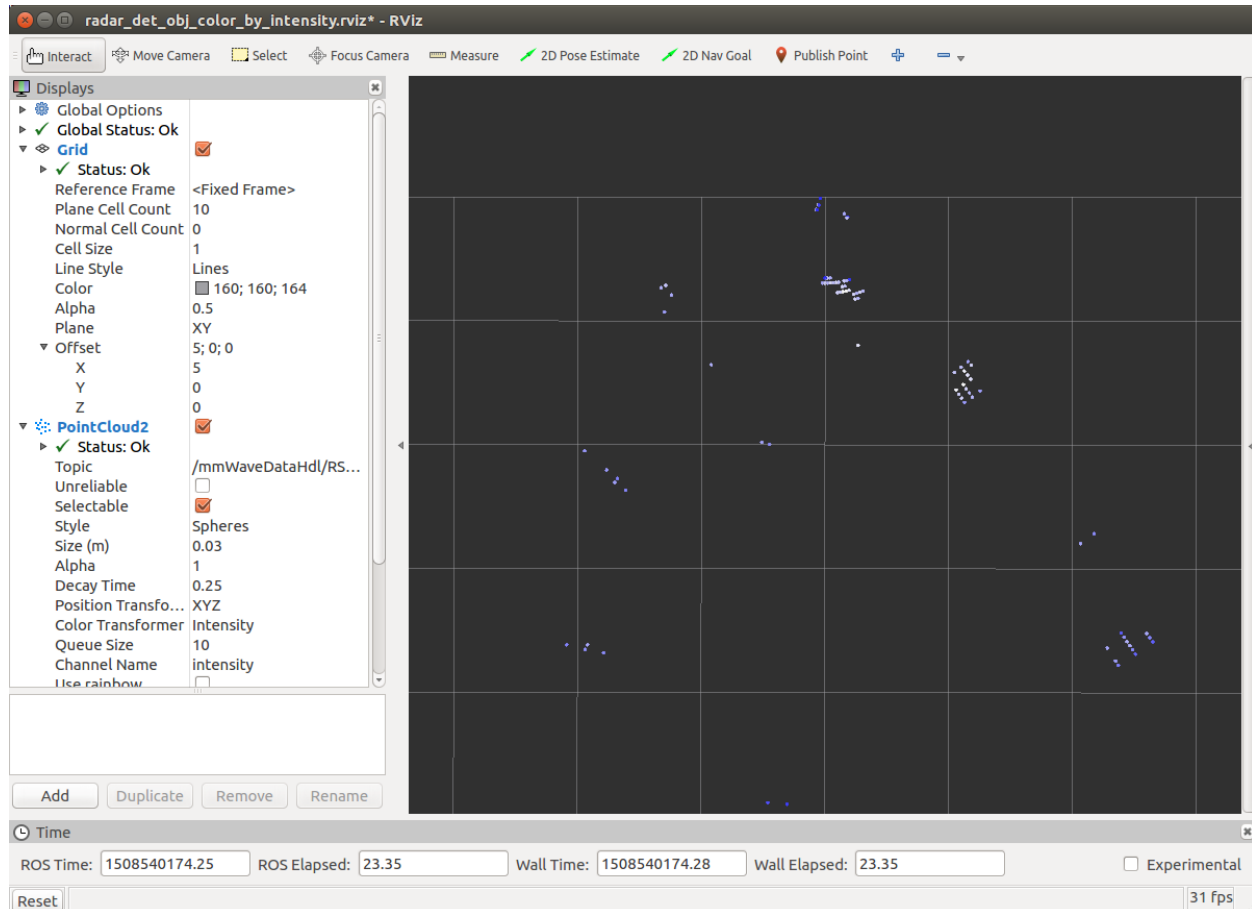 radar_det_obj_color_by_intensity.rviz* - RViz
Interact Move Camera Select Focus Camera Measure 2D Pose Estimate 2D Nav Goal Publish Point
Displays
Global Options
Global Status: Ok
Grid
Status: Ok
Reference Frame <Fixed Frame>
Plane Cell Count 10
Normal Cell Count 0
Cell Size 1
Line Style Lines
Color 160; 160; 164
Alpha 0.5
Plane XY
Offset 5; 0; 0
X 5
Y 0
Z 0
PointCloud2
Status: Ok
Topic /mmWaveDataHdl/RS...
Unreliable
Selectable
Style Spheres
Size (m) 0.03
Alpha 1
Decay Time 0.25
Position Transfo... XYZ
Color Transformer Intensity
Queue Size 10
Channel Name intensity
Use rainbow
Add Duplicate Remove Rename
Time
ROS Time: 1508540174.25 ROS Elapsed: 23.35 Wall Time: 1508540174.28 Wall Elapsed: 23.35 Experimental
Reset 31 fps